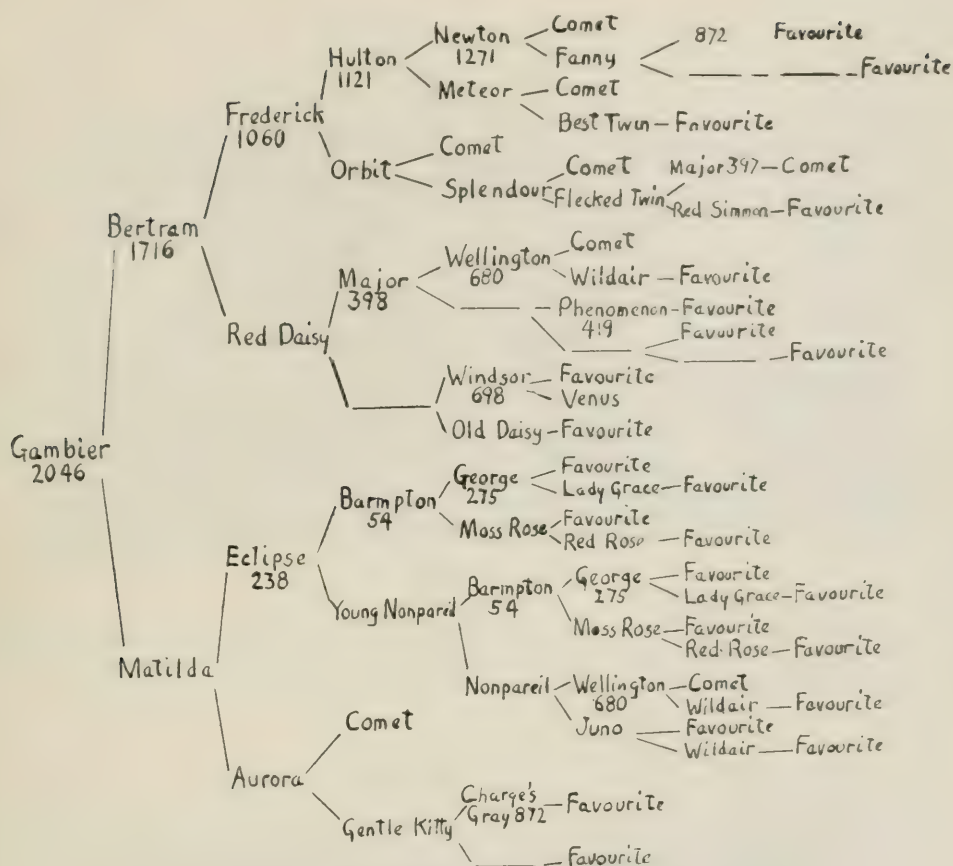 Comet
872 Favourite
Newton
1271
Fanny
Favourite
Hulton
1121
Meteor
Comet
Best Twin - Favourite
Frederick
1060
Comet
Orbit
Splendour
Comet
Major 397 - Comet
Flecked Twin
Red Simmon - Favourite
Bertram
1716
Comet
Wellington
680
Wildair - Favourite
Major
398
Phenomenon - Favourite
419
Favourite
Favourite
Red Daisy
Windsor
698
Favourite
Venus
Old Daisy - Favourite
Gambier
2046
Favourite
George
275
Lady Grace - Favourite
Barmpton
54
Favourite
Moss Rose
Red Rose - Favourite
Eclipse
238
Favourite
George
275
Lady Grace - Favourite
Barmpton
54
Young Nonpareil
Moss Rose - Favourite
Red Rose - Favourite
Matilda
Nonpareil
Wellington - Comet
680
Wildair - Favourite
Juno
Favourite
Wildair - Favourite
Comet
Aurora
Charge's
Gray 872 - Favourite
Gentle Kitty
Favourite